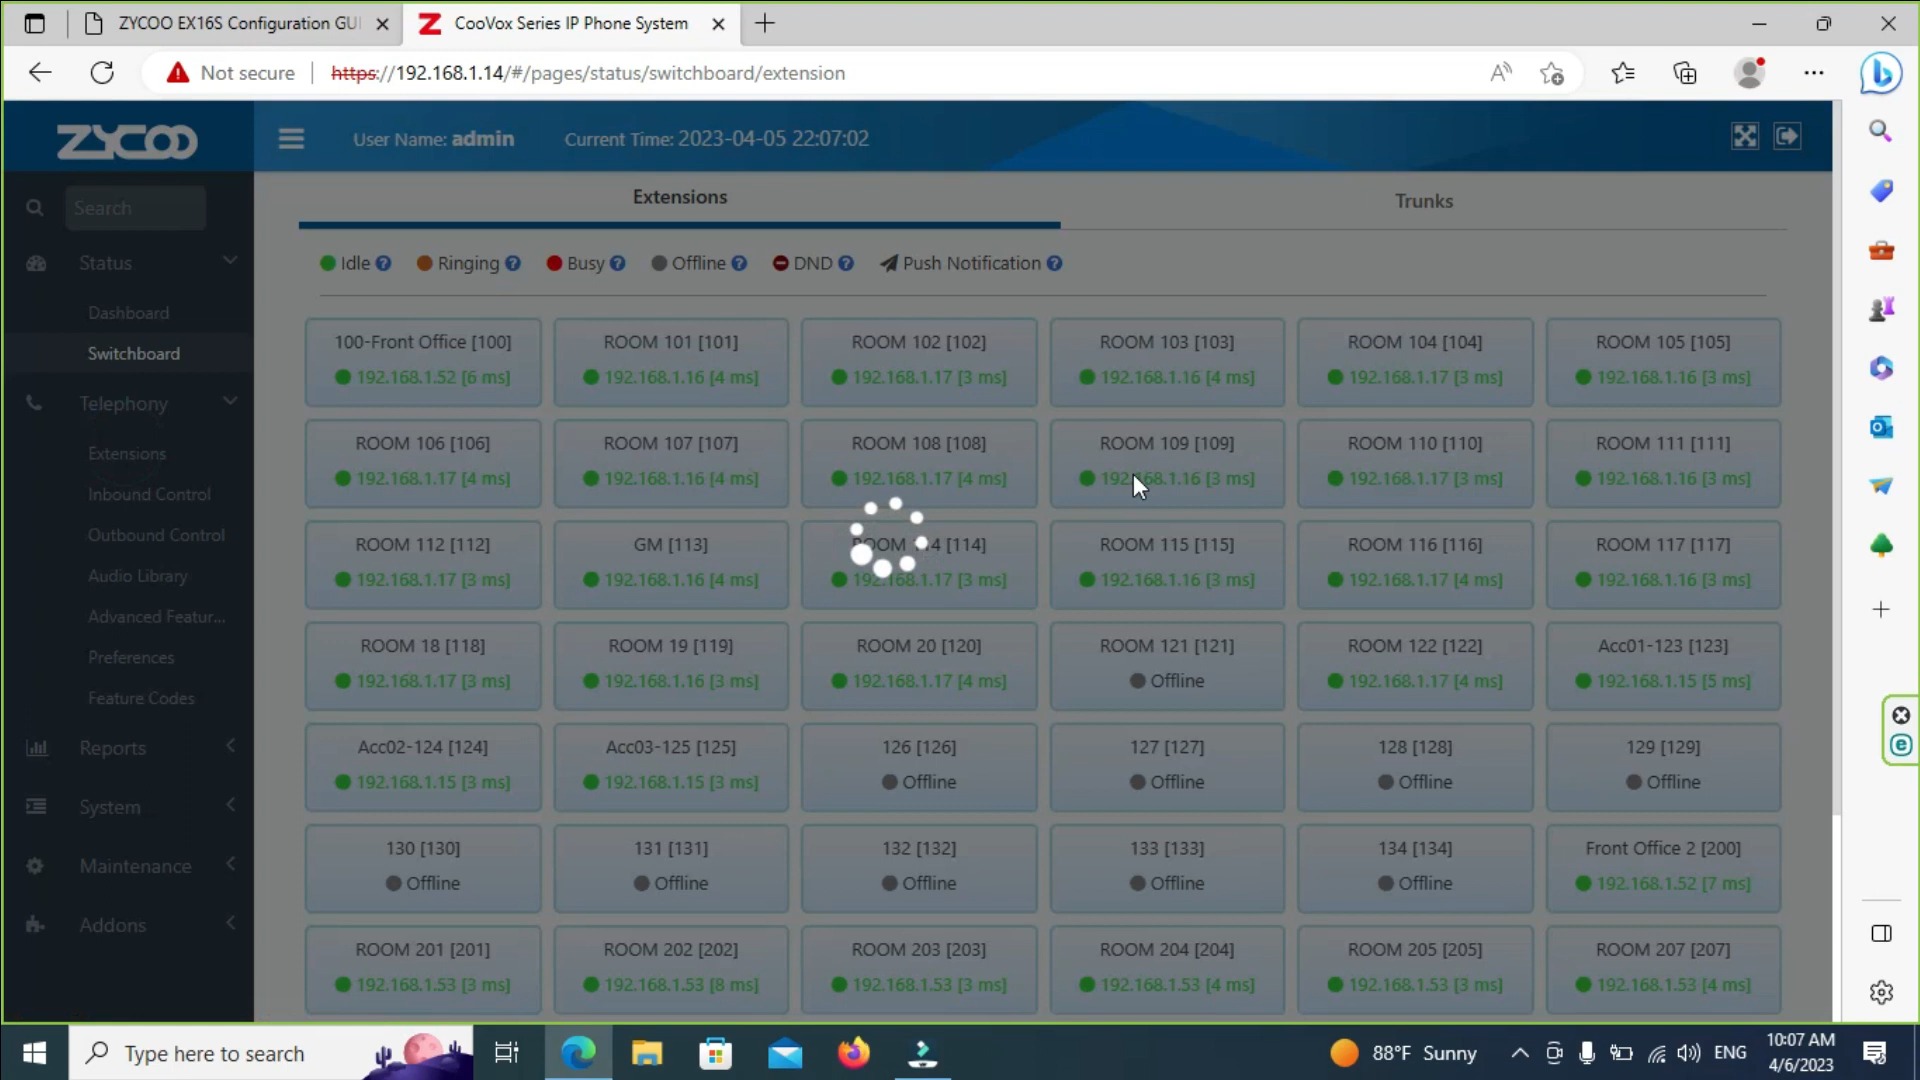 ZYCOO EX16S Configuration GUI
CooVox Series IP Phone System
Not secure
https://192.168.1.14/#/pages/status/switchboard/extension
ZYCOO
User Name: admin
Current Time: 2023-04-05 22:07:02
Search
Status
Dashboard
Switchboard
Telephony
Extensions
Inbound Control
Outbound Control
Audio Library
Advanced Featur...
Preferences
Feature Codes
Reports
System
Maintenance
Addons
Extensions
Trunks
Idle ? Ringing ? Busy ? Offline ? DND ? Push Notification ?
100-Front Office [100] ROOM 101 [101] ROOM 102 [102] ROOM 103 [103] ROOM 104 [104] ROOM 105 [105]
192.168.1.52 [6 ms] 192.168.1.16 [4 ms] 192.168.1.17 [3 ms] 192.168.1.16 [4 ms] 192.168.1.17 [3 ms] 192.168.1.16 [3 ms]
ROOM 106 [106] ROOM 107 [107] ROOM 108 [108] ROOM 109 [109] ROOM 110 [110] ROOM 111 [111]
192.168.1.17 [4 ms] 192.168.1.16 [4 ms] 192.168.1.17 [4 ms] 192.168.1.16 [3 ms] 192.168.1.17 [3 ms] 192.168.1.16 [3 ms]
ROOM 112 [112] GM [113] ROOM 114 [114] ROOM 115 [115] ROOM 116 [116] ROOM 117 [117]
192.168.1.17 [3 ms] 192.168.1.16 [4 ms] 192.168.1.17 [3 ms] 192.168.1.16 [3 ms] 192.168.1.17 [4 ms] 192.168.1.16 [3 ms]
ROOM 18 [118] ROOM 19 [119] ROOM 20 [120] ROOM 121 [121] ROOM 122 [122] Acc01-123 [123]
192.168.1.17 [3 ms] 192.168.1.16 [3 ms] 192.168.1.17 [4 ms] Offline 192.168.1.17 [4 ms] 192.168.1.15 [5 ms]
Acc02-124 [124] Acc03-125 [125] 126 [126] 127 [127] 128 [128] 129 [129]
192.168.1.15 [3 ms] 192.168.1.15 [3 ms] Offline Offline Offline Offline
130 [130] 131 [131] 132 [132] 133 [133] 134 [134] Front Office 2 [200]
Offline Offline Offline Offline Offline 192.168.1.52 [7 ms]
ROOM 201 [201] ROOM 202 [202] ROOM 203 [203] ROOM 204 [204] ROOM 205 [205] ROOM 207 [207]
192.168.1.53 [3 ms] 192.168.1.53 [8 ms] 192.168.1.53 [3 ms] 192.168.1.53 [4 ms] 192.168.1.53 [3 ms] 192.168.1.53 [4 ms]
Type here to search
88°F Sunny
ENG
10:07 AM
4/6/2023